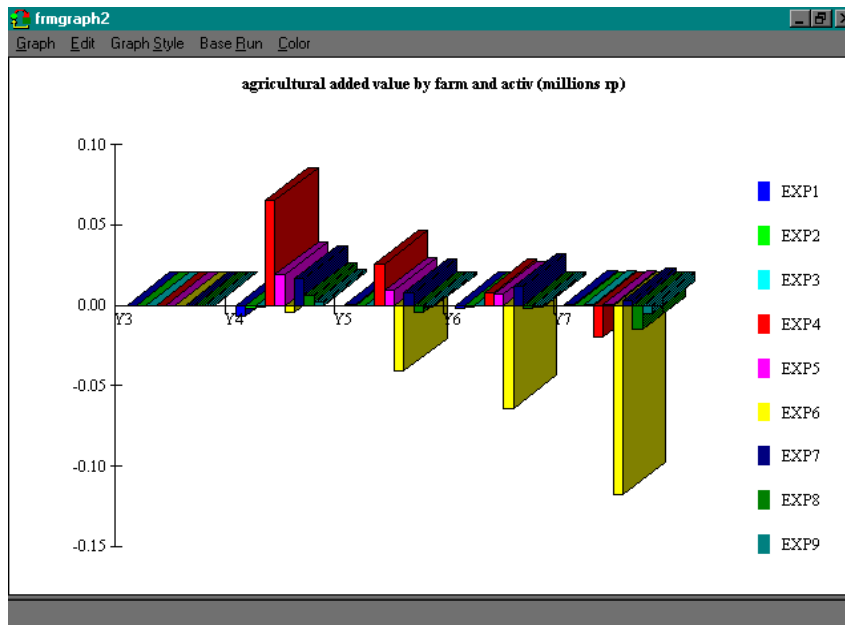 frmgraph2
Graph Edit Graph Style Base Run Color
agricultural added value by farm and activ (millions rp)
0.10
0.05
0.00
-0.05
-0.10
-0.15
Y3 Y4 Y5 Y6 Y7
EXP1
EXP2
EXP3
EXP4
EXP5
EXP6
EXP7
EXP8
EXP9